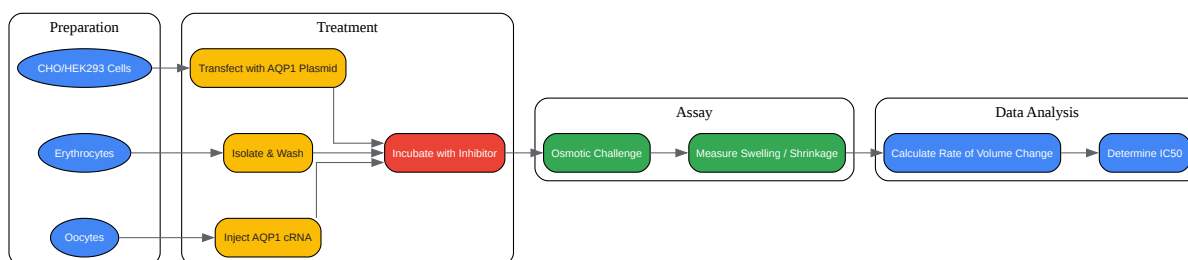 Preparation
Treatment
CHO/HEK293 Cells
Transfect with AQP1 Plasmid
Assay
Data Analysis
Erythrocytes
Isolate & Wash
Incubate with Inhibitor
Osmotic Challenge
Measure Swelling / Shrinkage
Calculate Rate of Volume Change
Determine IC50
Oocytes
Inject AQP1 cRNA